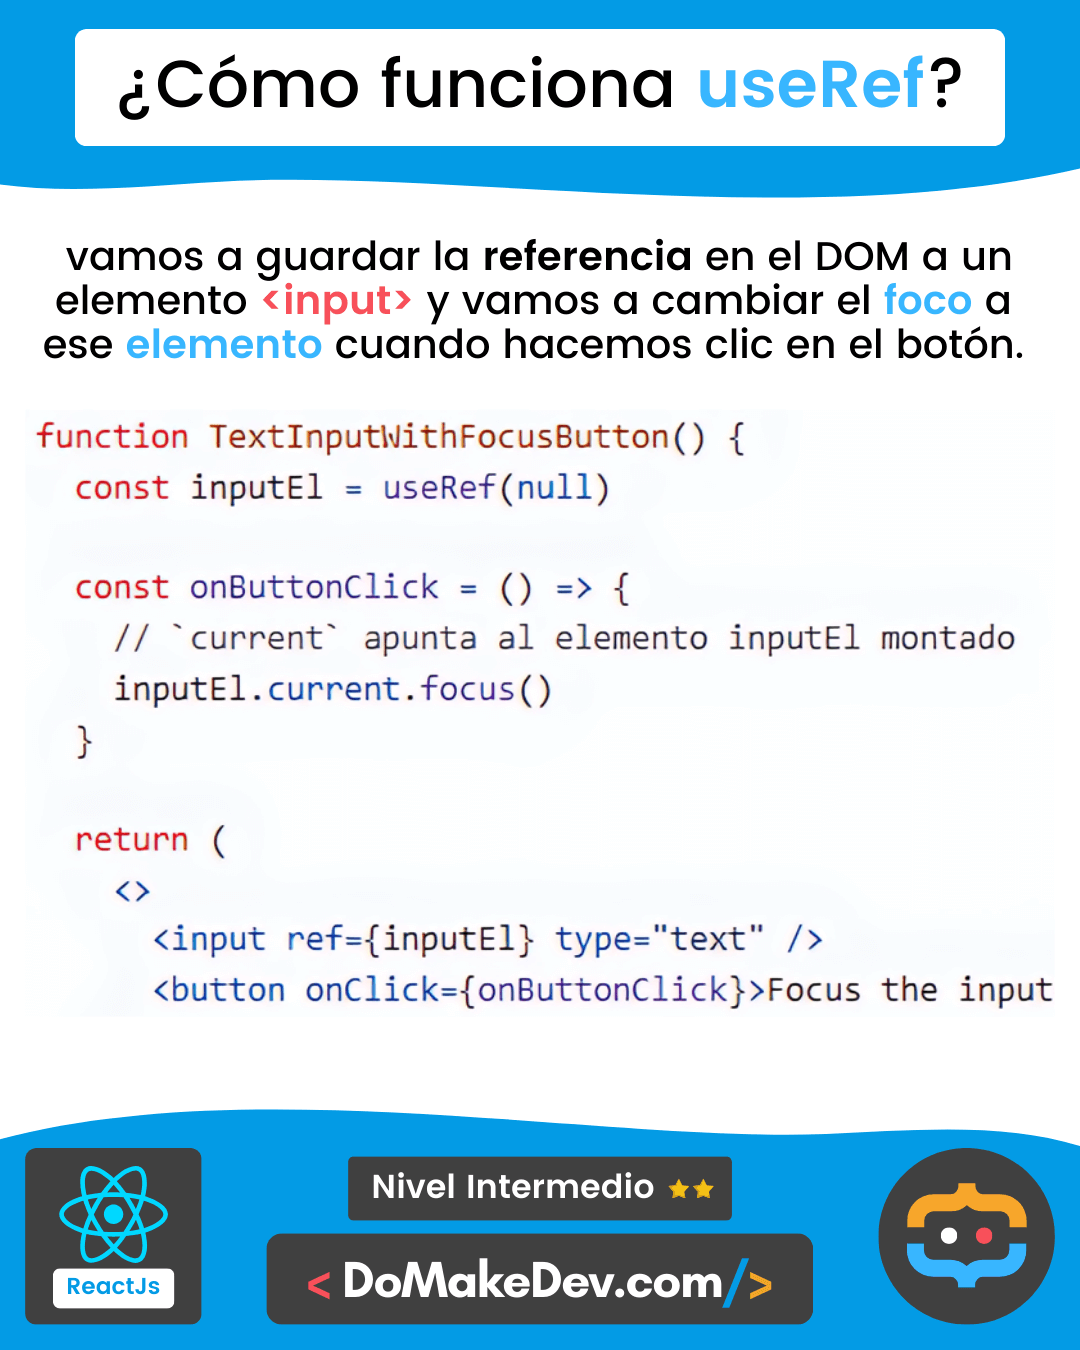 ¿Cómo funciona useRef?
vamos a guardar la referencia en el DOM a un
elemento <input> y vamos a cambiar el foco a
ese elemento cuando hacemos clic en el botón.
function TextInputWithFocusButton() {
  const inputEl = useRef(null)
  const onButtonClick = () => {
    // `current` apunta al elemento inputEl montado
    inputEl.current.focus()
  }
  return (
    <>
      <input ref={inputEl} type="text" />
      <button onClick={onButtonClick}>Focus the input
Nivel Intermedio
ReactJs
< DoMakeDev.com/>